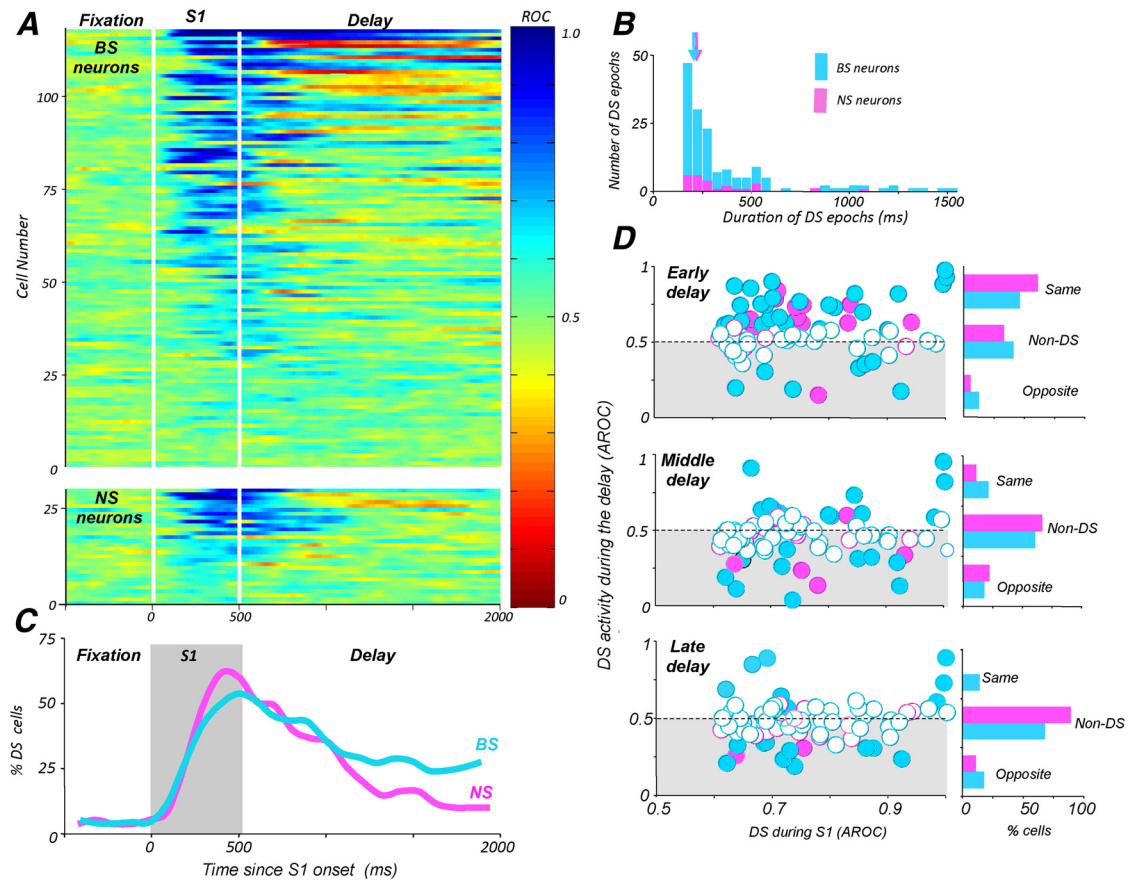 A
Fixation S1 Delay
ROC
BS
neurons
1.0
100
75
50
25
0
Cell Number
0.5
NS
neurons
25
0
0 500 2000
0
B
Number of DS epochs
50
25
0
BS neurons
NS neurons
0 500 1000 1500
Duration of DS epochs (ms)
C
% DS cells
75
50
25
0
Fixation S1 Delay
BS
NS
0 500 2000
Time since S1 onset (ms)
D
DS activity during the delay (AROC)
Early
delay
1
0.5
0
Same
Non-DS
Opposite
Middle
delay
1
0.5
0
Same
Non-DS
Opposite
Late
delay
1
0.5
0
Same
Non-DS
Opposite
0.5 0.7 0.9
DS during S1 (AROC)
0 50 100
% cells